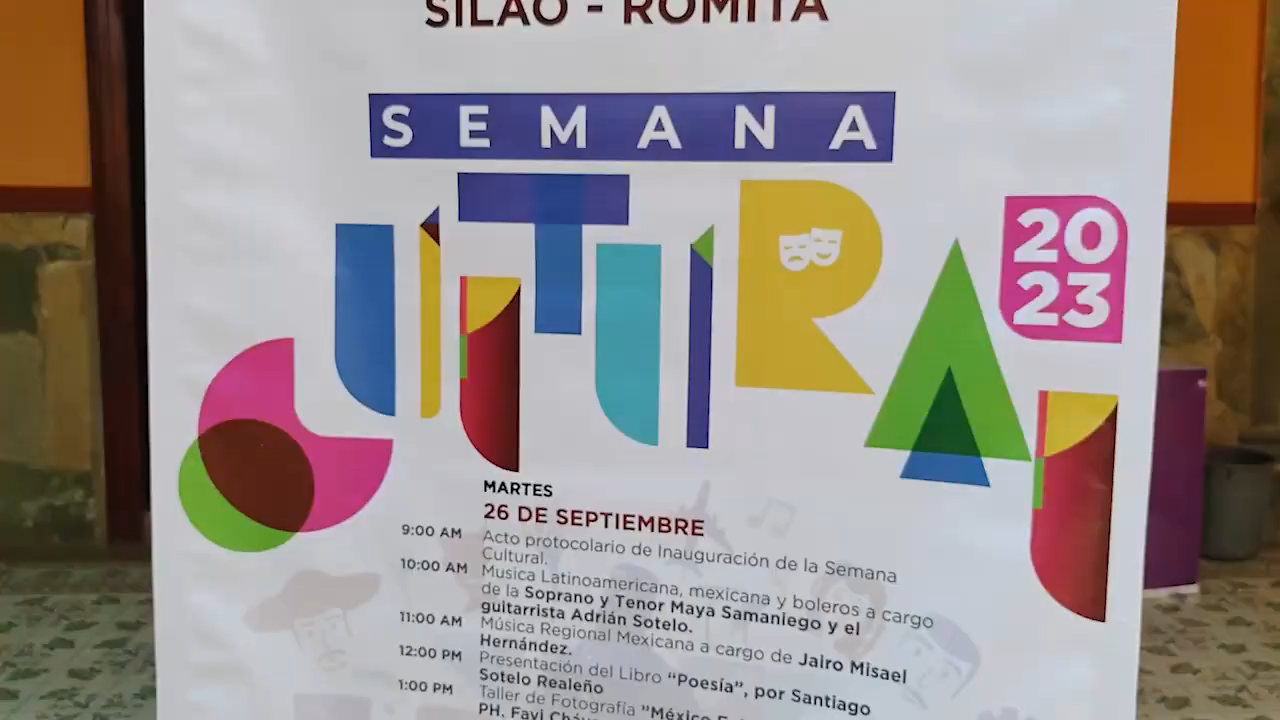 SILAO - ROMITA
SEMANA
CULTURAL
20
23
MARTES
26 DE SEPTIEMBRE
9:00 AM Acto protocolario de Inauguración de la Semana
Cultural.
10:00 AM Musica Latinoamericana, mexicana y boleros a cargo
de la Soprano y Tenor Maya Samaniego y el
guitarrista Adrián Sotelo.
11:00 AM Música Regional Mexicana a cargo de Jairo Misael
Hernández.
12:00 PM Presentación del Libro "Poesía", por Santiago
Sotelo Realeño
1:00 PM Taller de Fotografía "México
PH. Favi